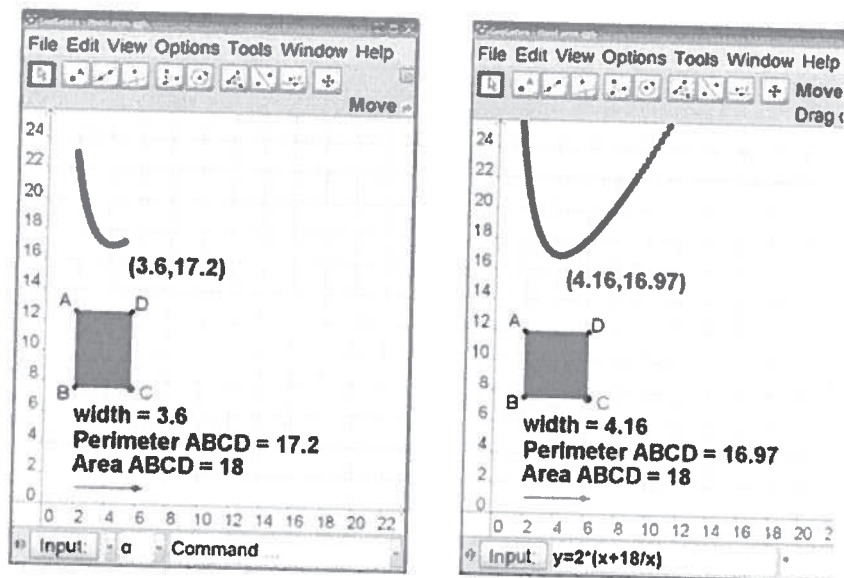 File Edit View Options Tools Window Help
Move
24
22
20
18
16
(3.6,17.2)
14
12
A D
10
8
B C
6
width = 3.6
4
Perimeter ABCD = 17.2
2
Area ABCD = 18
0
0 2 4 6 8 10 12 14 16 18 20 22
Input: α Command ...
File Edit View Options Tools Window Help
Move
Drag
24
22
20
18
16
(4.16,16.97)
14
12
A D
10
8
B C
6
width = 4.16
4
Perimeter ABCD = 16.97
2
Area ABCD = 18
0
0 2 4 6 8 10 12 14 16 18 20 2
Input: y=2*(x+18/x)